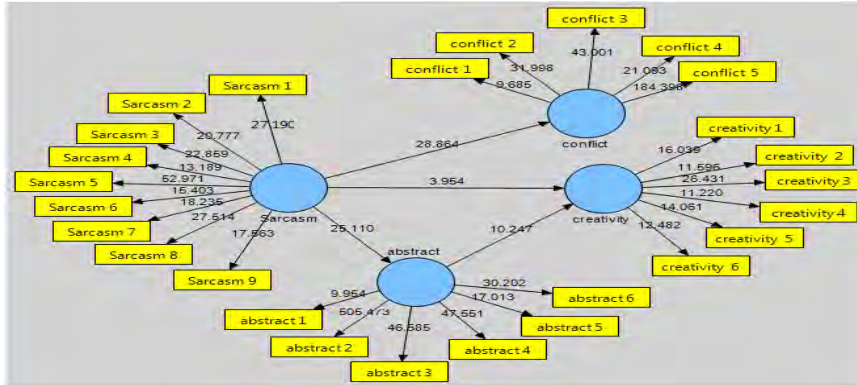 conflict 3
conflict 2
conflict 4
conflict 1
conflict 5
43.001
31.998
21.093
9.685
184.398
Sarcasm 1
Sarcasm 2
Sarcasm 3
Sarcasm 4
Sarcasm 5
Sarcasm 6
Sarcasm 7
Sarcasm 8
Sarcasm 9
27.190
20.777
22.859
13.189
52.971
15.403
18.235
27.514
17.563
Sarcasm
28.864
conflict
3.954
creativity
25.110
abstract
10.247
creativity 1
creativity 2
creativity 3
creativity 4
creativity 5
creativity 6
16.039
11.596
26.431
11.220
14.061
12.482
30.202
17.013
47.551
46.585
505.473
9.954
abstract 6
abstract 5
abstract 4
abstract 3
abstract 2
abstract 1